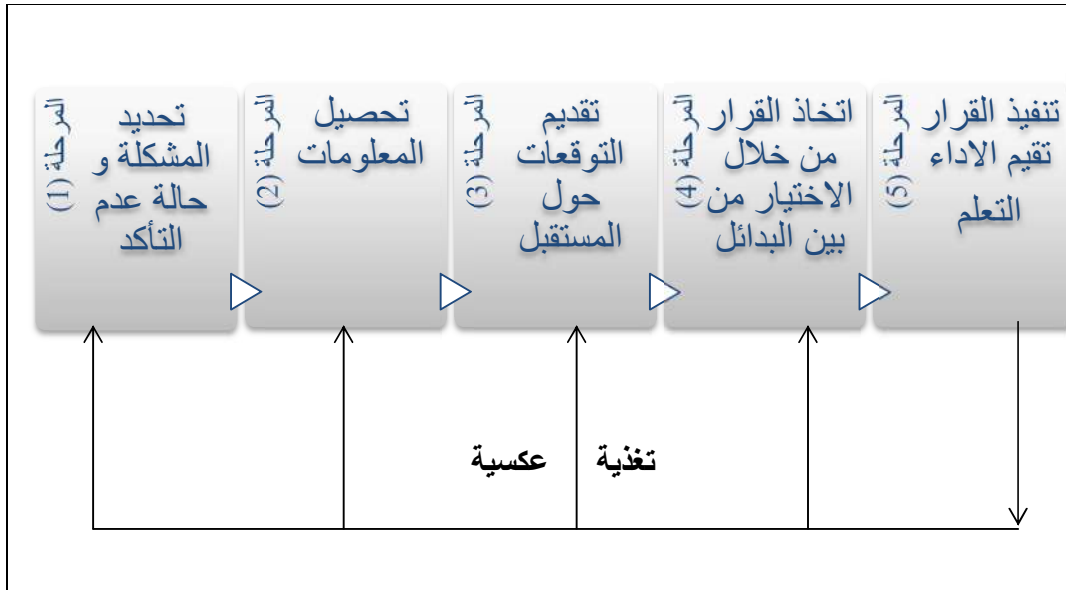 المرحلة (1)
تحديد
المشكلة و
حالة عدم
التأكد
المرحلة (2)
تحصيل
المعلومات
المرحلة (3)
تقديم
التوقعات
حول
المستقبل
المرحلة (4)
اتخاذ القرار
من خلال
الاختيار من
بين البدائل
المرحلة (5)
تنفيذ القرار
تقيم الاداء
التعلم
تغذية عكسية